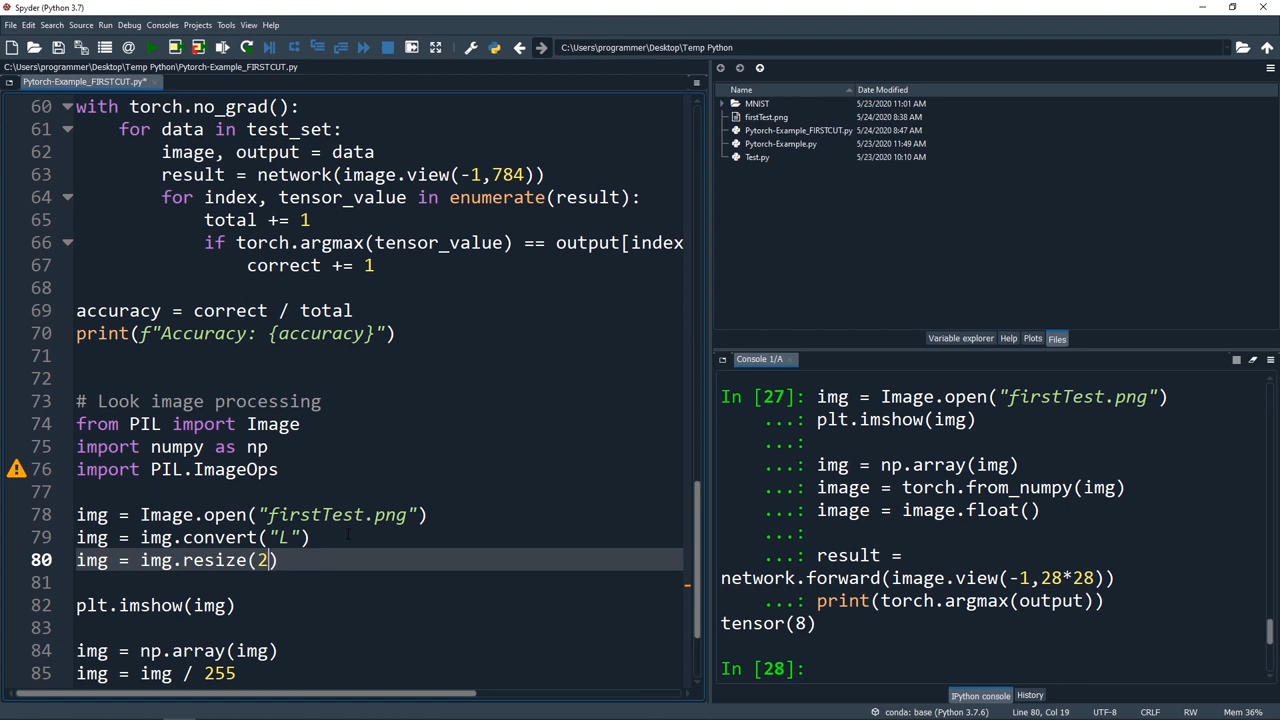 Spyder (Python 3.7)
File Edit Search Source Run Debug Consoles Projects Tools View Help
C:\Users\programmer\Desktop\Temp Python
C:\Users\programmer\Desktop\Temp Python\Pytorch-Example_FIRSTCUT.py
Pytorch-Example_FIRSTCUT.py*
60 with torch.no_grad():
61 for data in test_set:
62 image, output = data
63 result = network(image.view(-1,784))
64 for index, tensor_value in enumerate(result):
65 total += 1
66 if torch.argmax(tensor_value) == output[index
67 correct += 1
68
69 accuracy = correct / total
70 print(f"Accuracy: {accuracy}")
71
72
73 # Look image processing
74 from PIL import Image
75 import numpy as np
76 import PIL.ImageOps
77
78 img = Image.open("firstTest.png")
79 img = img.convert("L")
80 img = img.resize(2)
81
82 plt.imshow(img)
83
84 img = np.array(img)
85 img = img / 255
Name Date Modified
MNIST 5/23/2020 11:01 AM
firstTest.png 5/24/2020 8:38 AM
Pytorch-Example_FIRSTCUT.py 5/24/2020 8:47 AM
Pytorch-Example.py 5/23/2020 11:49 AM
Test.py 5/23/2020 10:10 AM
Variable explorer Help Plots Files
Console 1/A
In [27]: img = Image.open("firstTest.png")
...: plt.imshow(img)
...:
...: img = np.array(img)
...: image = torch.from_numpy(img)
...: image = image.float()
...:
...: result =
network.forward(image.view(-1,28*28))
...: print(torch.argmax(output))
tensor(8)
In [28]:
IPython console History
conda: base (Python 3.7.6) Line 80, Col 19 UTF-8 CRLF RW Mem 36%